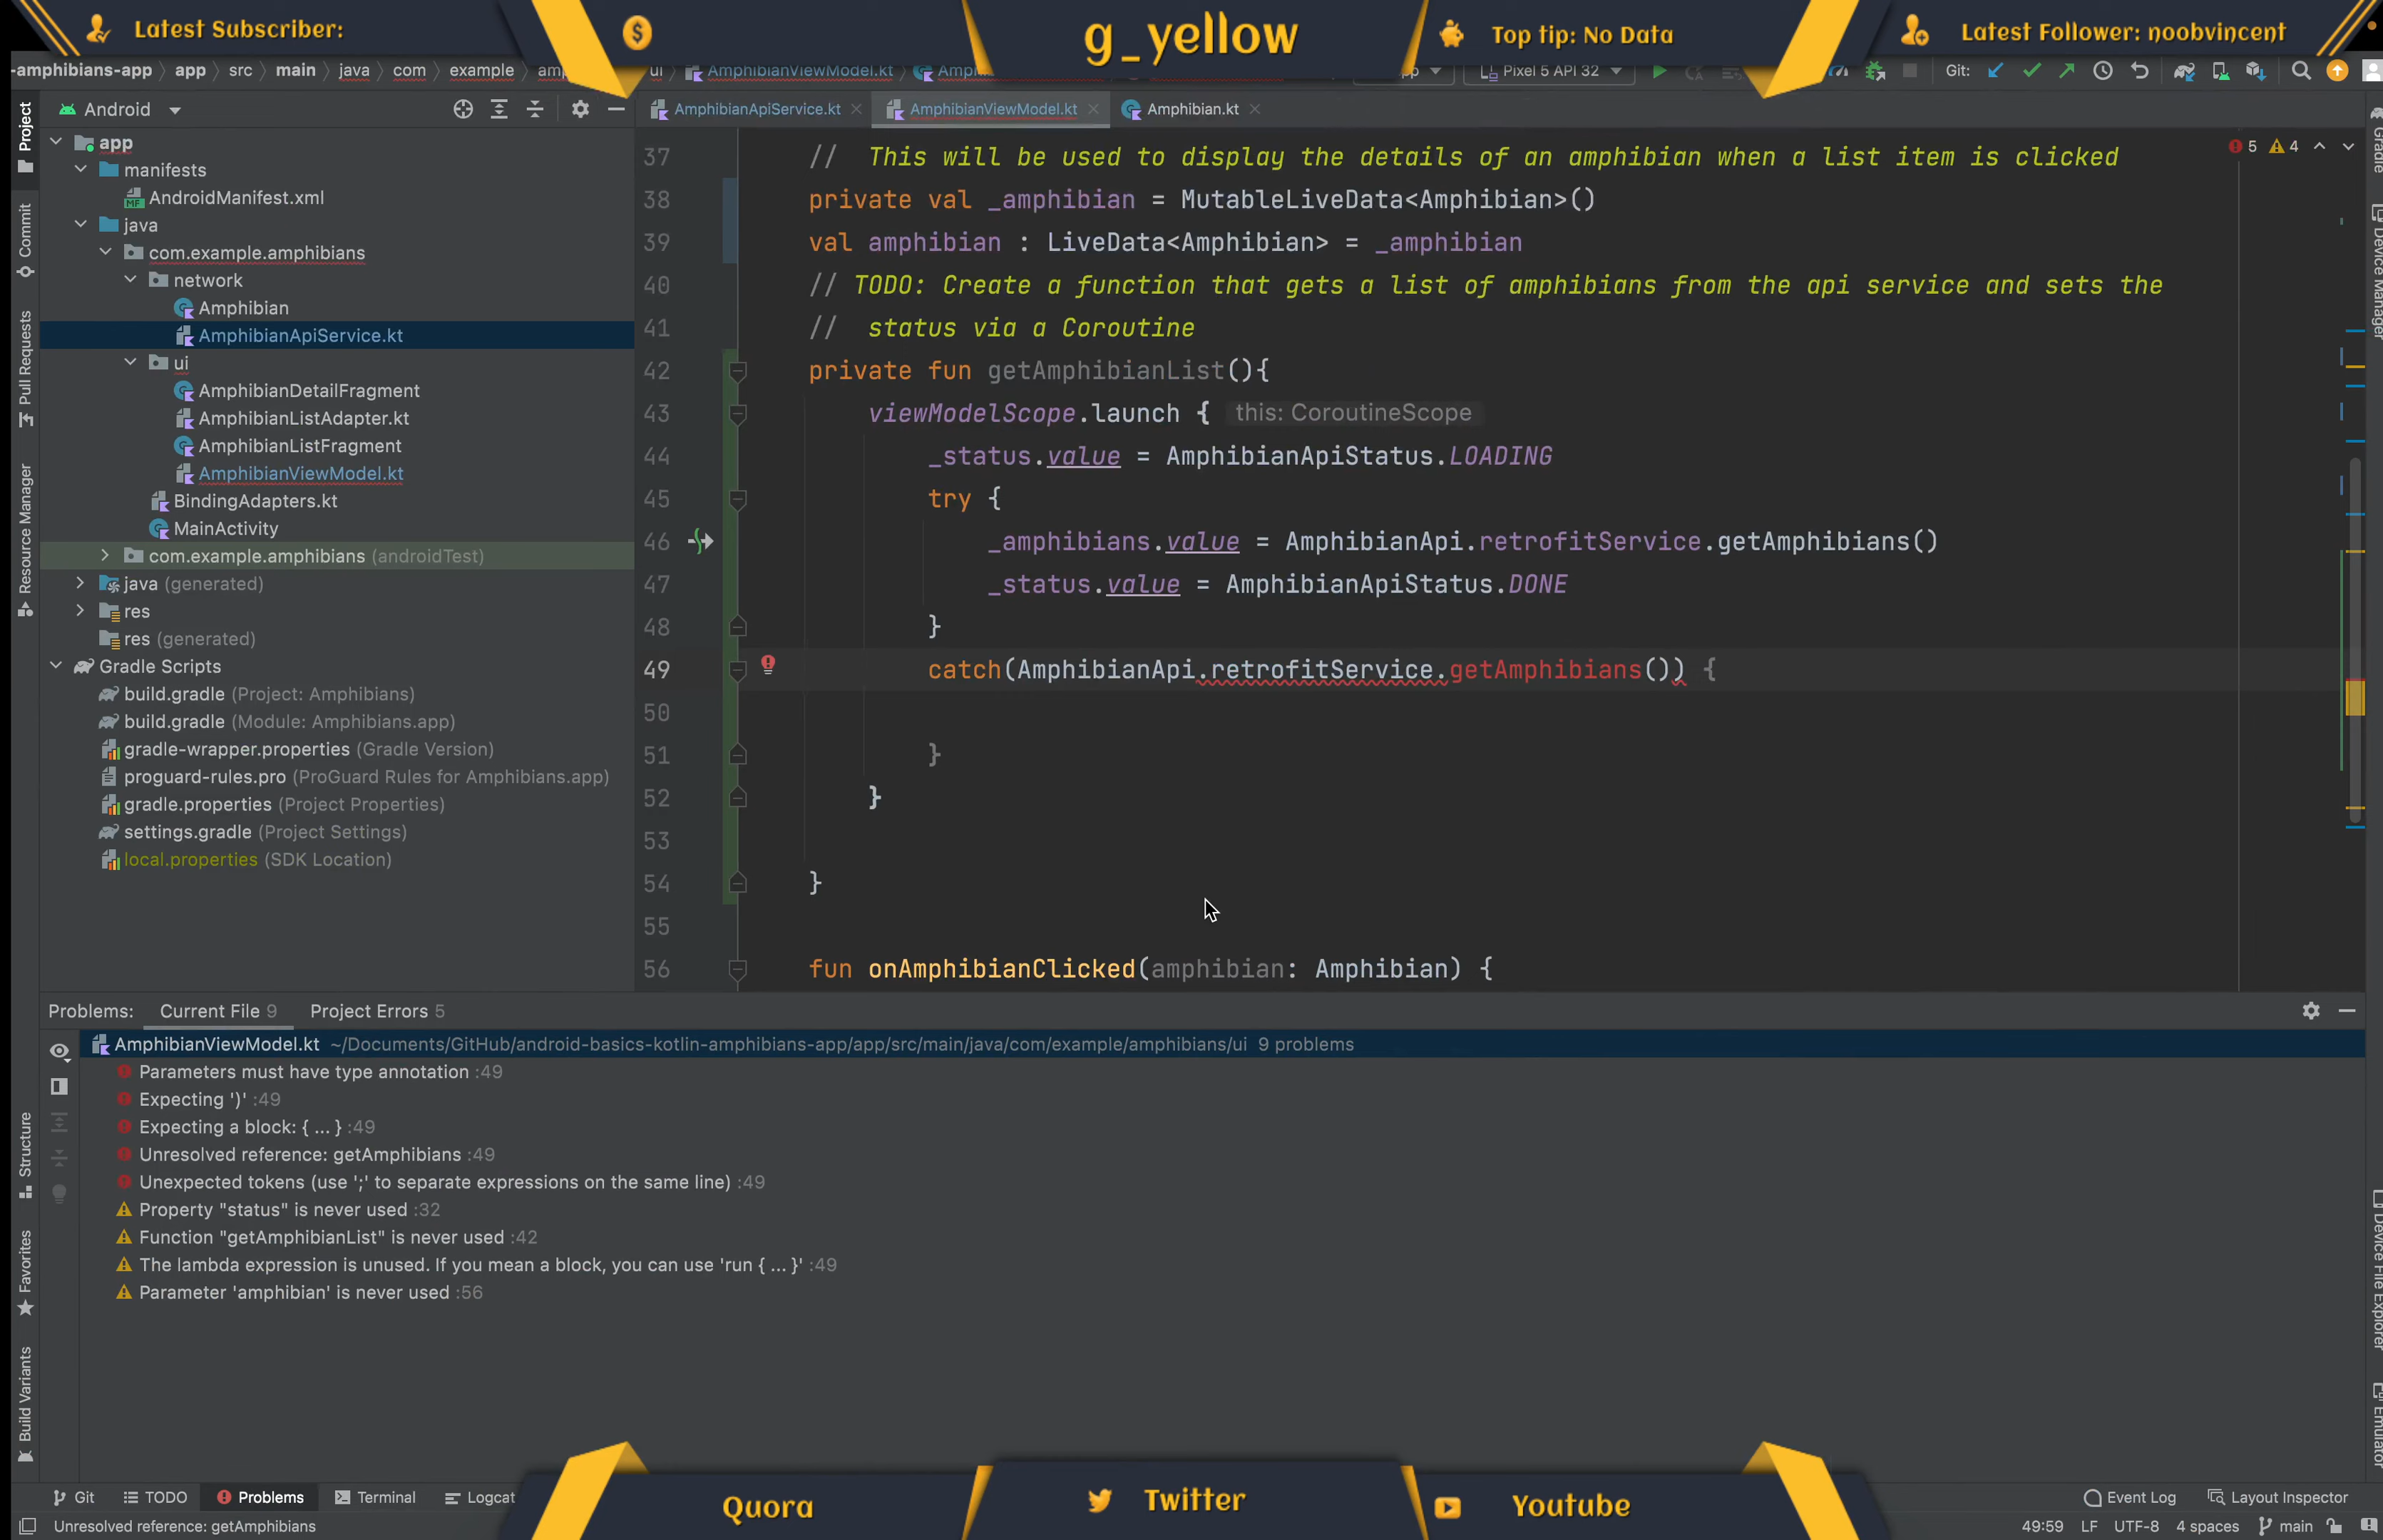 Latest Subscriber:
g_yellow
Top tip: No Data
Latest Follower: noobvincent
-amphibians-app
app
src
main
java
com
example
ui
AmphibianViewModel.kt
Pixel 5 API 32
Git:
Android
AmphibianApiService.kt
AmphibianViewModel.kt
Amphibian.kt
Project
Commit
Pull Requests
Resource Manager
Structure
Favorites
Build Variants
app
manifests
AndroidManifest.xml
java
com.example.amphibians
network
Amphibian
AmphibianApiService.kt
ui
AmphibianDetailFragment
AmphibianListAdapter.kt
AmphibianListFragment
AmphibianViewModel.kt
BindingAdapters.kt
MainActivity
com.example.amphibians (androidTest)
java (generated)
res
res (generated)
Gradle Scripts
build.gradle (Project: Amphibians)
build.gradle (Module: Amphibians.app)
gradle-wrapper.properties (Gradle Version)
proguard-rules.pro (ProGuard Rules for Amphibians.app)
gradle.properties (Project Properties)
settings.gradle (Project Settings)
local.properties (SDK Location)
5 4
37 // This will be used to display the details of an amphibian when a list item is clicked
38 private val _amphibian = MutableLiveData<Amphibian>()
39 val amphibian : LiveData<Amphibian> = _amphibian
40 // TODO: Create a function that gets a list of amphibians from the api service and sets the
41 // status via a Coroutine
42 private fun getAmphibianList(){
43 viewModelScope.launch { this: CoroutineScope
44 _status.value = AmphibianApiStatus.LOADING
45 try {
46 _amphibians.value = AmphibianApi.retrofitService.getAmphibians()
47 _status.value = AmphibianApiStatus.DONE
48 }
49 catch(AmphibianApi.retrofitService.getAmphibians()) {
50
51 }
52 }
53
54 }
55
56 fun onAmphibianClicked(amphibian: Amphibian) {
Gradle
Device Manager
Device File Explorer
Emulator
Problems: Current File 9 Project Errors 5
AmphibianViewModel.kt ~/Documents/GitHub/android-basics-kotlin-amphibians-app/app/src/main/java/com/example/amphibians/ui 9 problems
Parameters must have type annotation :49
Expecting ')' :49
Expecting a block: { ... } :49
Unresolved reference: getAmphibians :49
Unexpected tokens (use ';' to separate expressions on the same line) :49
Property "status" is never used :32
Function "getAmphibianList" is never used :42
The lambda expression is unused. If you mean a block, you can use 'run { ... }' :49
Parameter 'amphibian' is never used :56
Git
TODO
Problems
Terminal
Logcat
Quora
Twitter
Youtube
Event Log
Layout Inspector
Unresolved reference: getAmphibians
49:59 LF UTF-8 4 spaces main